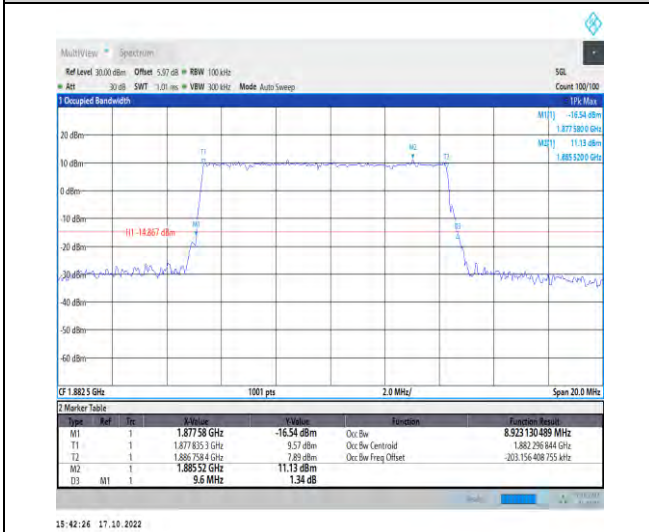 MultiView Spectrum
Ref Level 30.00 dBm Offset 5.97 dB RBW 100 kHz SGL
Att 30 dB SWT 1.01 ms VBW 300 kHz Mode Auto Sweep Count 100/100
1 Occupied Bandwidth 1Pk Max
M1[1] -16.54 dBm
1.877 580 0 GHz
M2[1] 11.13 dBm
1.885 520 0 GHz
20 dBm
10 dBm
0 dBm
-10 dBm
-20 dBm
-30 dBm
-40 dBm
-50 dBm
-60 dBm
T1
M2
T2
M1
D3
H1 -14.867 dBm
CF 1.882 5 GHz 1001 pts 2.0 MHz/ Span 20.0 MHz
2 Marker Table
Type Ref Trc X-Value Y-Value Function Function Result
M1 1 1.877 58 GHz -16.54 dBm Occ Bw 8.923 130 489 MHz
T1 1 1.877 835 3 GHz 9.57 dBm Occ Bw Centroid 1.882 296 844 GHz
T2 1 1.886 758 4 GHz 7.89 dBm Occ Bw Freq Offset -203.156 408 755 kHz
M2 1 1.885 52 GHz 11.13 dBm
D3 M1 1 9.6 MHz 1.34 dB
15:42:26 17.10.2022